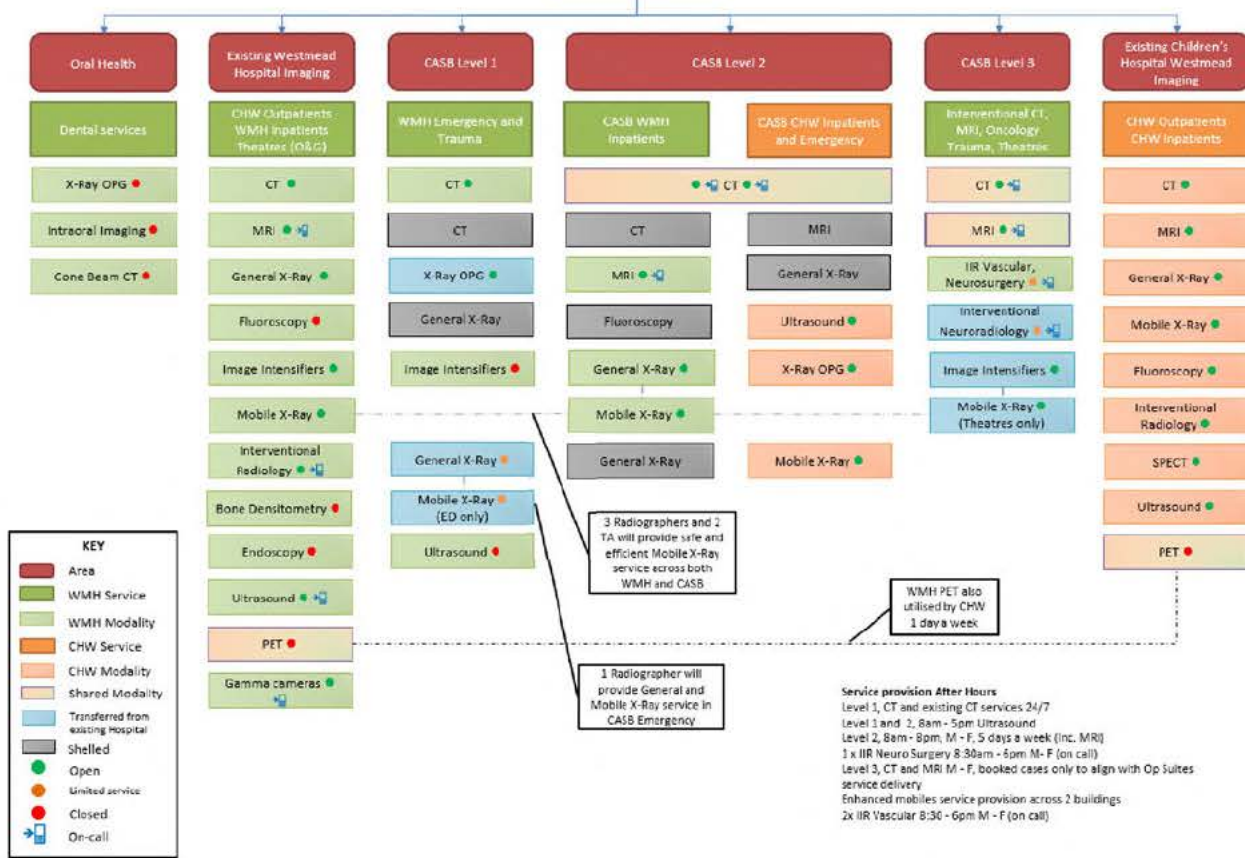 Oral Health
Dental services
X-Ray OPG
Intraoral Imaging
Cone Beam CT
Existing Westmead
Hospital Imaging
CHW Outpatients
WMH Inpatients
Theatres (O&G)
CT
MRI
General X-Ray
Fluoroscopy
Image Intensifiers
Mobile X-Ray
Interventional
Radiology
Bone Densitometry
Endoscopy
Ultrasound
PET
Gamma cameras
CASB Level 1
WMH Emergency and
Trauma
CT
CT
X-Ray OPG
General X-Ray
Image Intensifiers
General X-Ray
Mobile X-Ray
(ED only)
Ultrasound
CASB Level 2
CASB WMH
Inpatients
CASB CHW Inpatients
and Emergency
CT
CT
MRI
Fluoroscopy
General X-Ray
Mobile X-Ray
General X-Ray
MRI
General X-Ray
Ultrasound
X-Ray OPG
Mobile X-Ray
CASB Level 3
Interventional CT,
MRI, Oncology
Trauma, Theatres
CT
MRI
IIR Vascular,
Neurosurgery
Interventional
Neuroradiology
Image Intensifiers
Mobile X-Ray
(Theatres only)
Existing Children's
Hospital Westmead
Imaging
CHW Outpatients
CHW Inpatients
CT
MRI
General X-Ray
Mobile X-Ray
Fluoroscopy
Interventional
Radiology
SPECT
Ultrasound
PET
3 Radiographers and 2
TA will provide safe and
efficient Mobile X-Ray
service across both
WMH and CASB
WMH PET also
utilised by CHW
1 day a week
1 Radiographer will
provide General and
Mobile X-Ray service in
CASB Emergency
KEY
Area
WMH Service
WMH Modality
CHW Service
CHW Modality
Shared Modality
Transferred from
existing Hospital
Shelled
Open
Limited service
Closed
On-call
Service provision After Hours
Level 1, CT and existing CT services 24/7
Level 1 and 2, 8am - 5pm Ultrasound
Level 2, 8am - 8pm, M - F, 5 days a week (inc. MRI)
1 x IIR Neuro Surgery 8:30am - 6pm M- F (on call)
Level 3, CT and MRI M - F, booked cases only to align with Op Suites
service delivery
Enhanced mobiles service provision across 2 buildings
2x IIR Vascular 8:30 - 6pm M - F (on call)